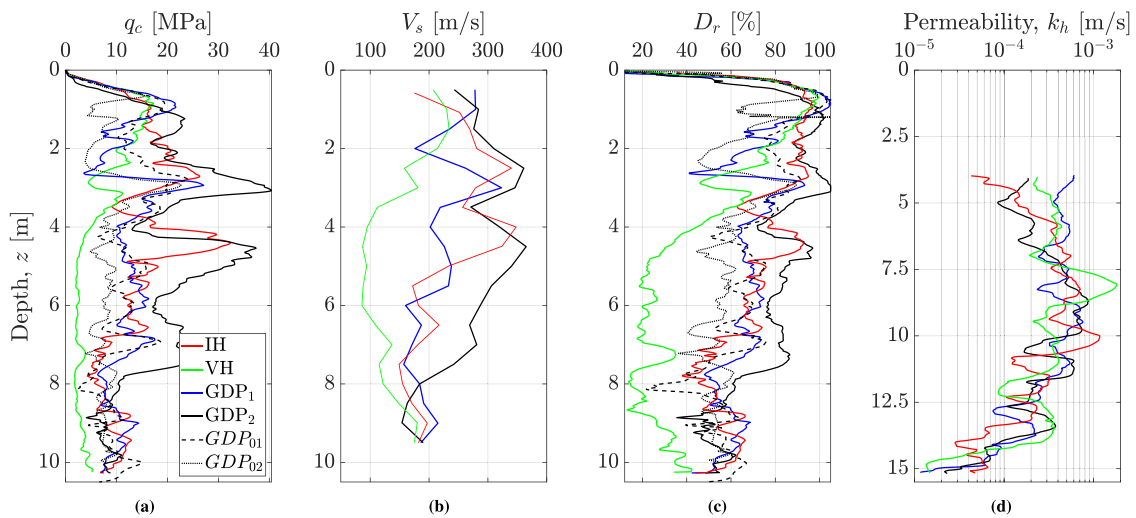 q_c [MPa]
0 10 20 30 40
0
2
4
6
8
10
Depth, z [m]
IH
VH
GDP_1
GDP_2
GDP_01
GDP_02
(a)
V_s [m/s]
100 200 300 400
0
2
4
6
8
10
(b)
D_r [%]
20 40 60 80 100
0
2
4
6
8
10
(c)
Permeability, k_h [m/s]
10^-5 10^-4 10^-3
0
2.5
5
7.5
10
12.5
15
(d)